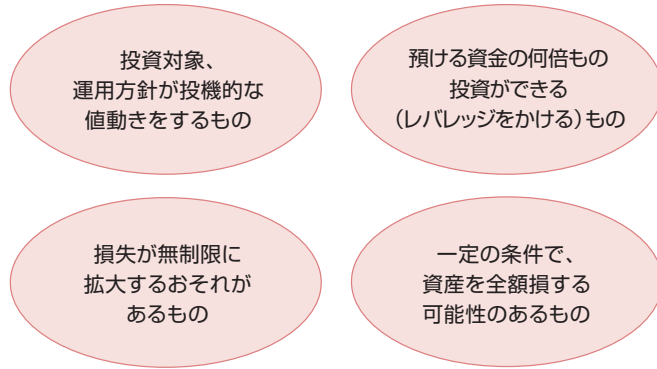 投資対象、
運用方針が投機的な
値動きをするもの
預ける資金の何倍もの
投資ができる
（レバレッジをかける）もの
損失が無制限に
拡大するおそれが
あるもの
一定の条件で、
資産を全額損する
可能性のあるもの